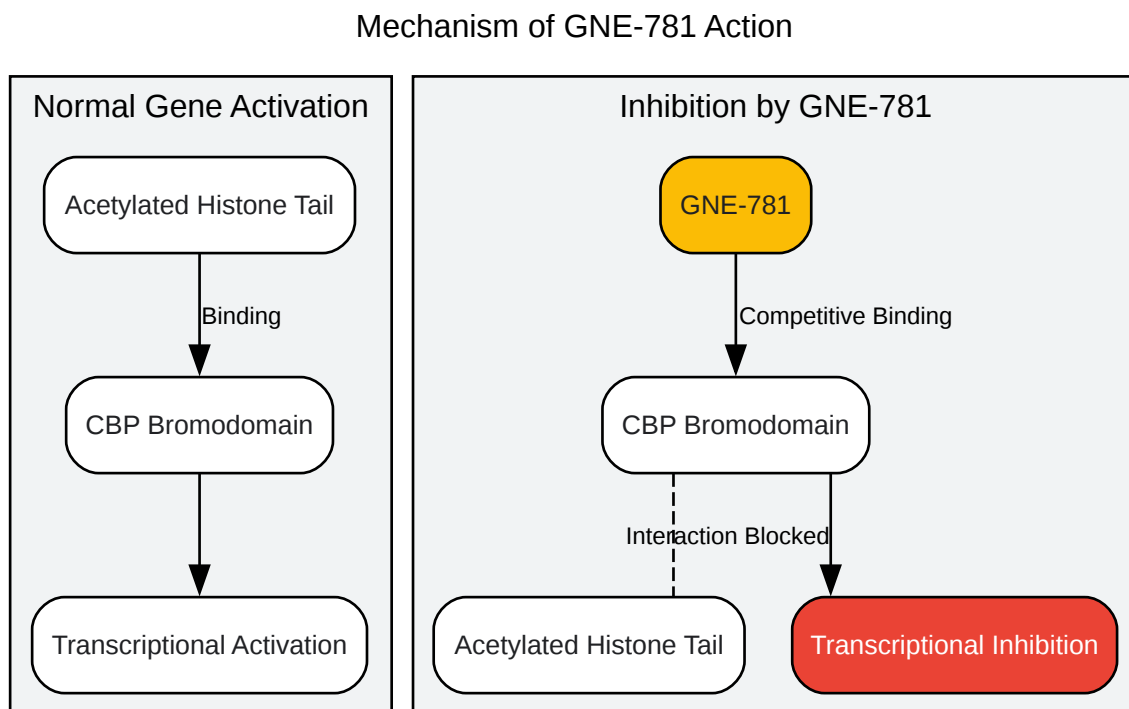 Mechanism of GNE-781 Action
Normal Gene Activation
Acetylated Histone Tail
Binding
CBP Bromodomain
Transcriptional Activation
Inhibition by GNE-781
GNE-781
Competitive Binding
CBP Bromodomain
Interaction Blocked
Acetylated Histone Tail
Transcriptional Inhibition